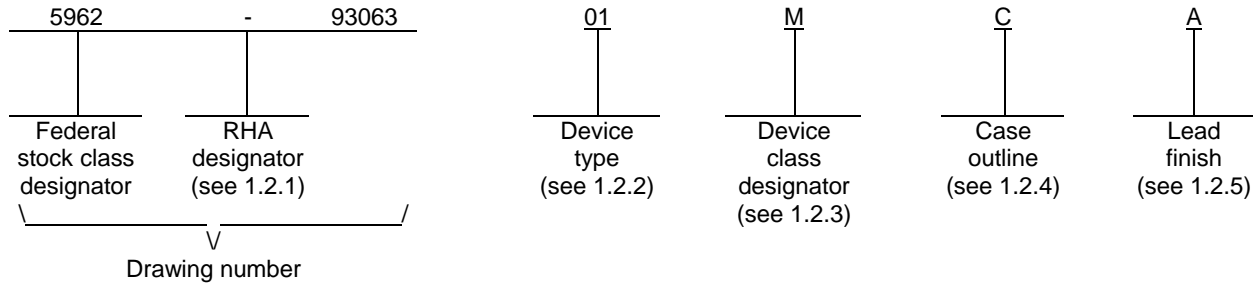 5962 - 93063 01 M C A
Federal stock class designator
RHA designator (see 1.2.1)
Device type (see 1.2.2)
Device class designator (see 1.2.3)
Case outline (see 1.2.4)
Lead finish (see 1.2.5)
Drawing number